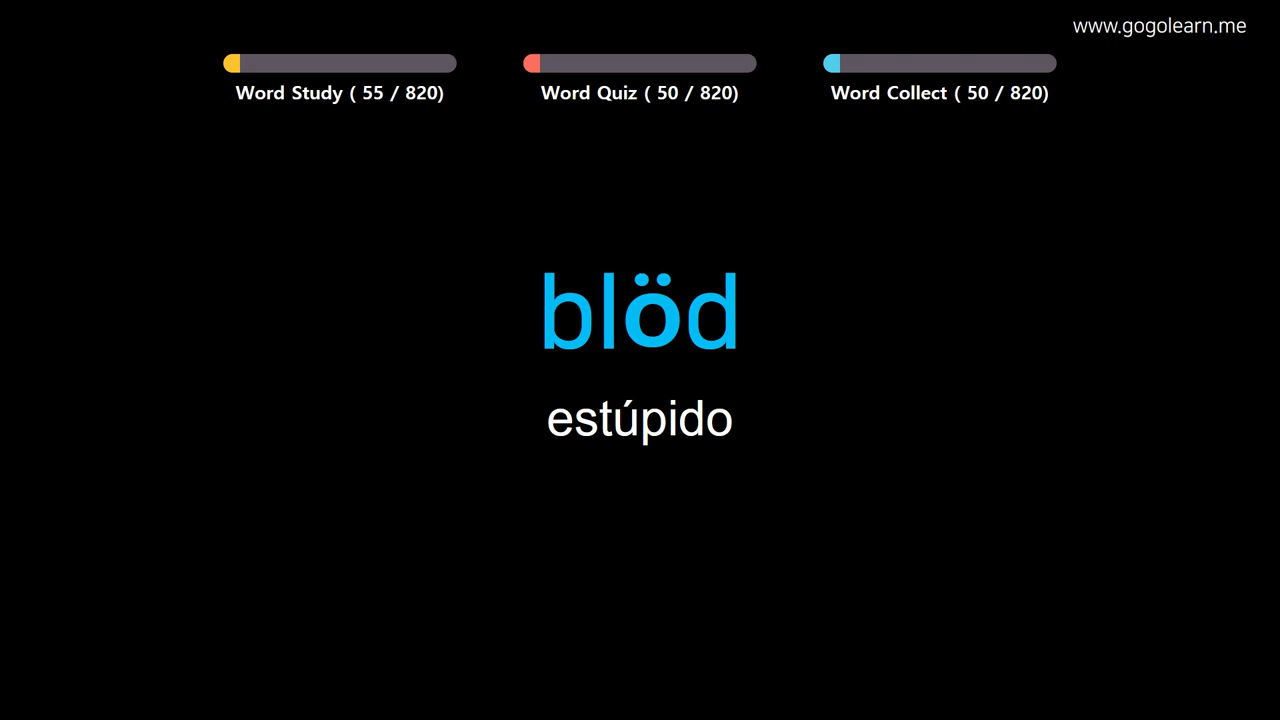 www.gogolearn.me
Word Study ( 55 / 820)
Word Quiz ( 50 / 820)
Word Collect ( 50 / 820)
blöd
estúpido